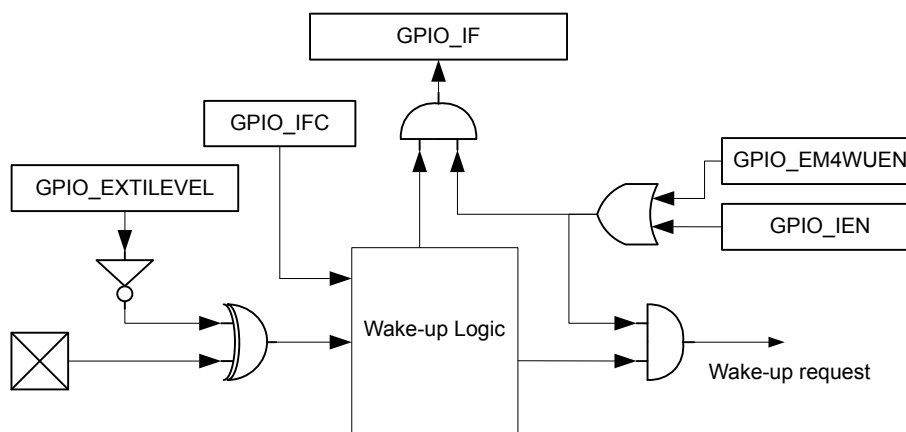 GPIO_IF
GPIO_IFC
GPIO_EM4WUEN
GPIO_EXTILEVEL
GPIO_IEN
Wake-up Logic
Wake-up request